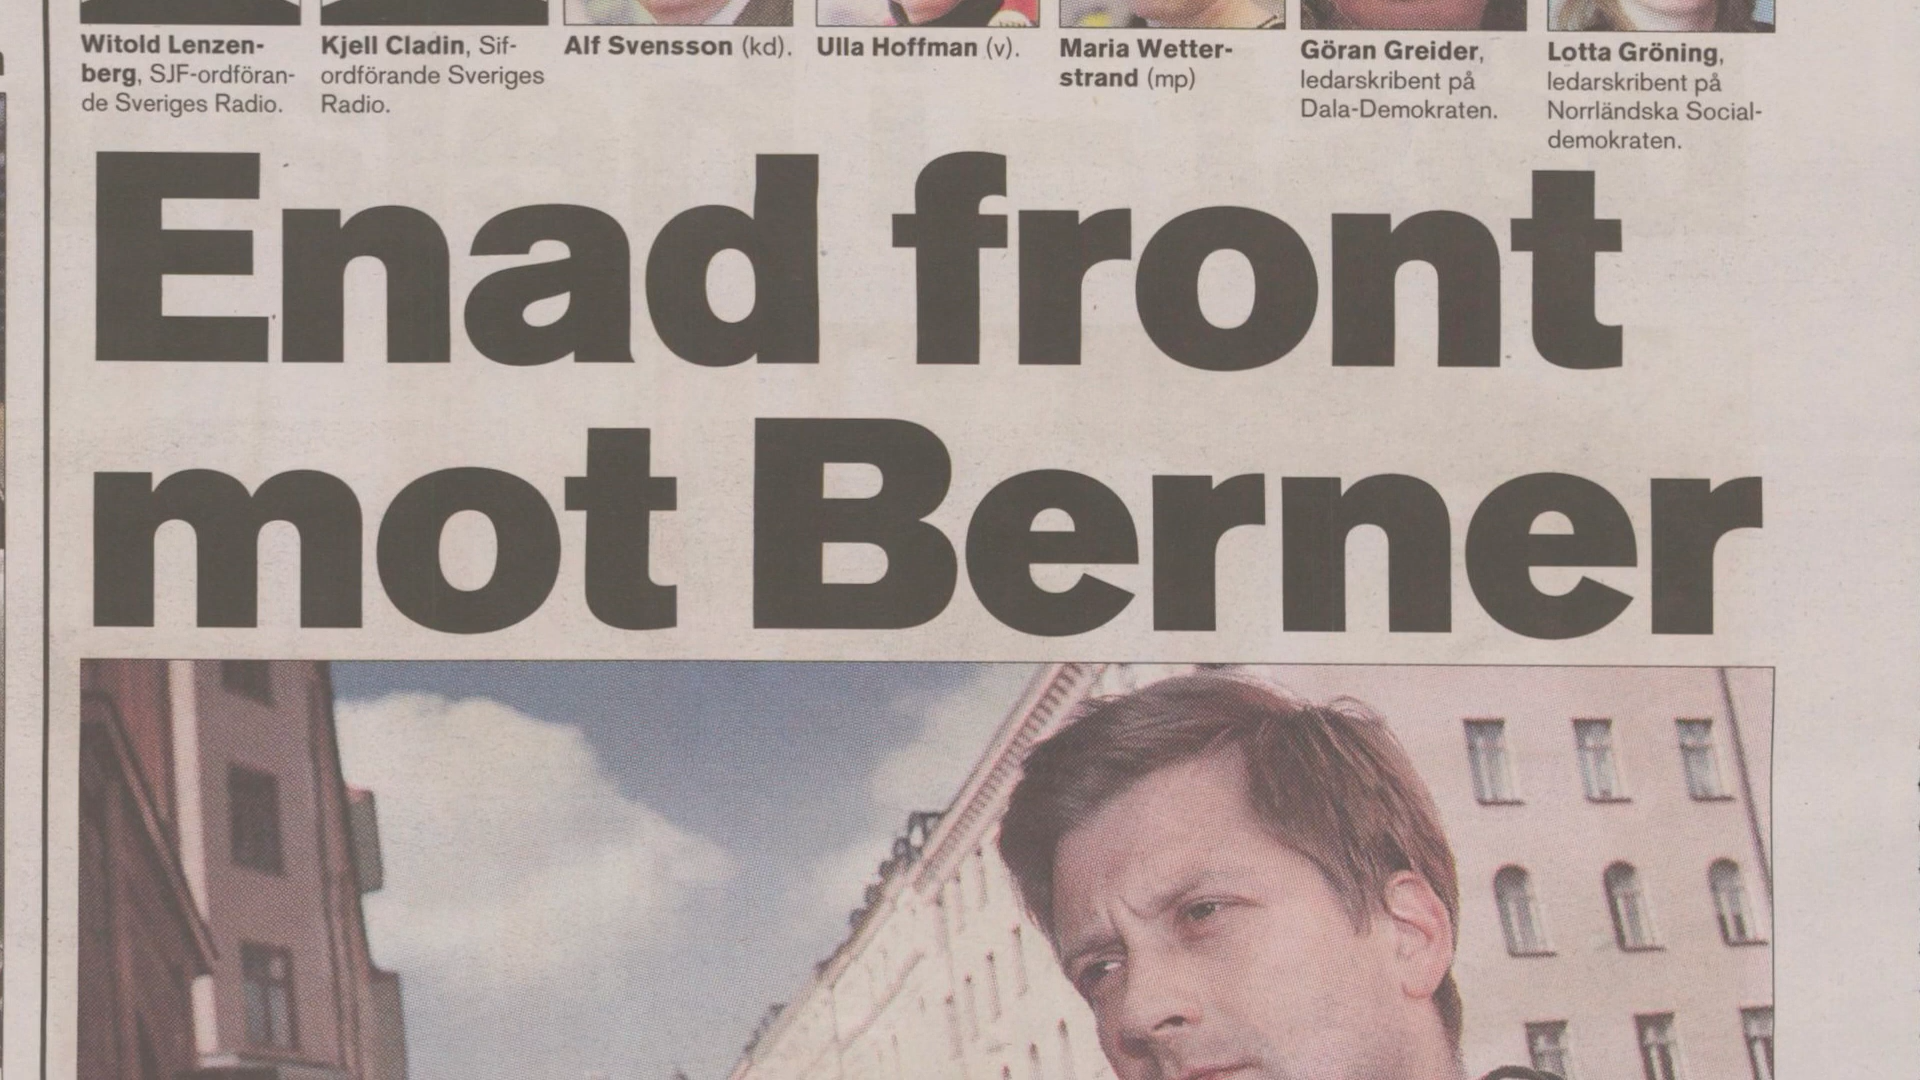 Witold Lenzen-
berg, SJF-ordföran-
de Sveriges Radio.
Kjell Cladin, Sif-
ordförande Sveriges
Radio.
Alf Svensson (kd).
Ulla Hoffman (v).
Maria Wetter-
strand (mp)
Göran Greider,
ledarskribent på
Dala-Demokraten.
Lotta Gröning,
ledarskribent på
Norrländska Social-
demokraten.
Enad front
mot Berner